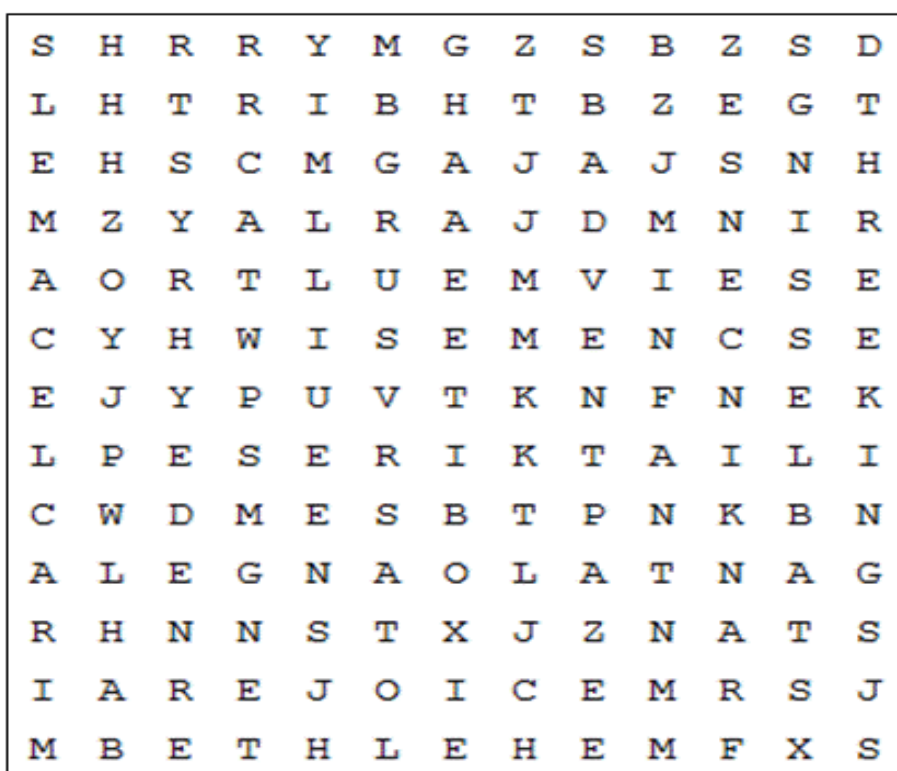 S H R R Y M G Z S B Z S D
L H T R I B H T B Z E G T
E H S C M G A J A J S N H
M Z Y A L R A J D M N I R
A O R T L U E M V I E S E
C Y H W I S E M E N C S E
E J Y P U V T K N F N E K
L P E S E R I K T A I L I
C W D M E S B T P N K B N
A L E G N A O L A T N A G
R H N N S T X J Z N A T S
I A R E J O I C E M R S J
M B E T H L E H E M F X S